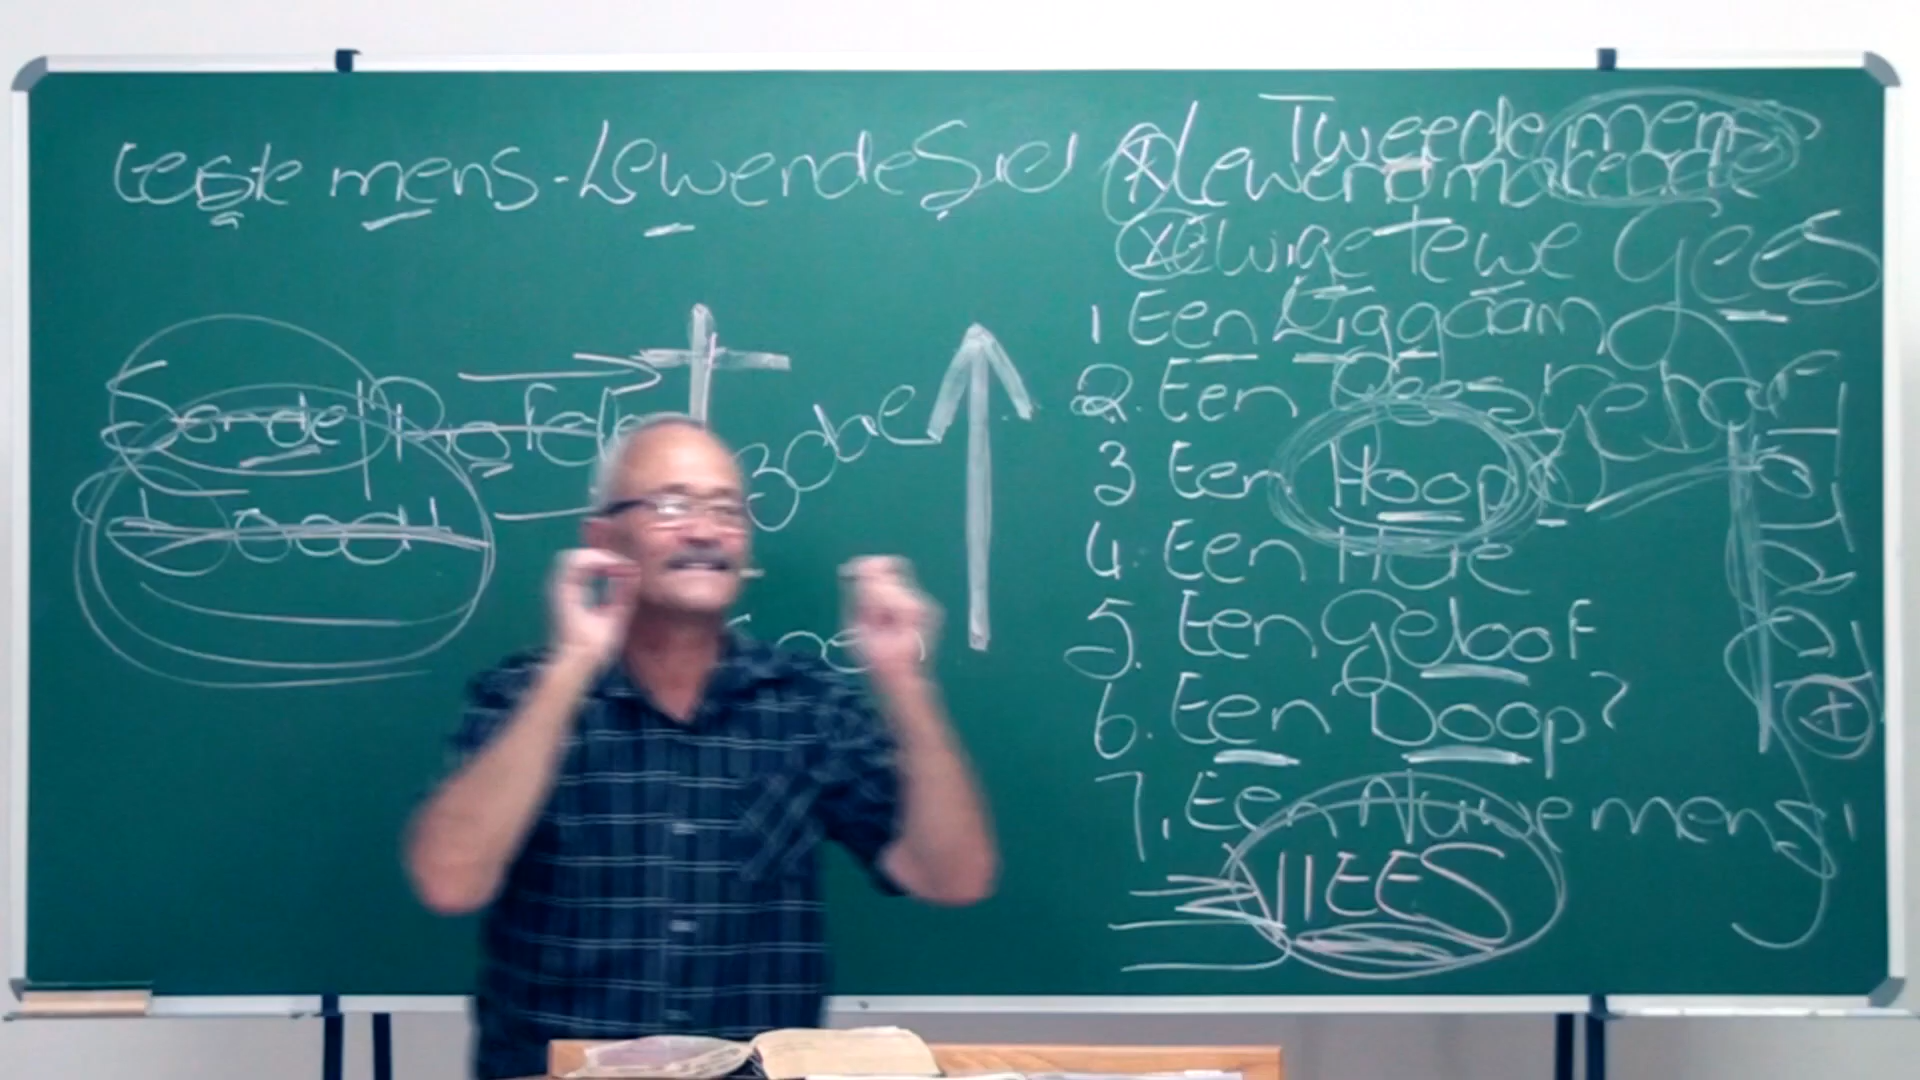 Eerste mens - Lewende Siel
Tweede mens
Lewendmakende
Ewige lewe Gees
1 Een Liggaam
2. Een Gees
3 Een Hoop
4. Een Here
5. Een Geloof
6. Een Doop?
7. Een Nuwe mens
VLEES
Sonde
Dood